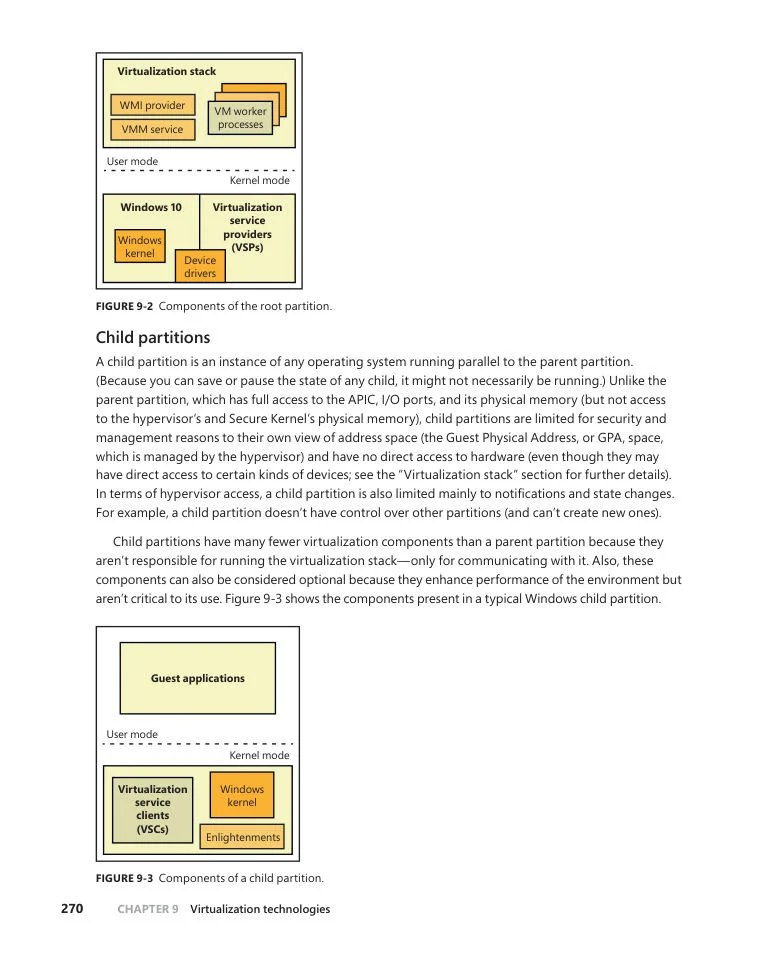 Virtualization stack
WMI provider
VMM service
VM worker
processes
User mode
Kernel mode
Windows 10
Windows
kernel
Virtualization
service
providers
(VSPs)
Device
drivers
FIGURE 9-2 Components of the root partition.
Child partitions
A child partition is an instance of any operating system running parallel to the parent partition.
(Because you can save or pause the state of any child, it might not necessarily be running.) Unlike the
parent partition, which has full access to the APIC, I/O ports, and its physical memory (but not access
to the hypervisor’s and Secure Kernel’s physical memory), child partitions are limited for security and
management reasons to their own view of address space (the Guest Physical Address, or GPA, space,
which is managed by the hypervisor) and have no direct access to hardware (even though they may
have direct access to certain kinds of devices; see the “Virtualization stack” section for further details).
In terms of hypervisor access, a child partition is also limited mainly to notifications and state changes.
For example, a child partition doesn’t have control over other partitions (and can’t create new ones).
Child partitions have many fewer virtualization components than a parent partition because they
aren’t responsible for running the virtualization stack—only for communicating with it. Also, these
components can also be considered optional because they enhance performance of the environment but
aren’t critical to its use. Figure 9-3 shows the components present in a typical Windows child partition.
Guest applications
User mode
Kernel mode
Virtualization
service
clients
(VSCs)
Windows
kernel
Enlightenments
FIGURE 9-3 Components of a child partition.
270 CHAPTER 9 Virtualization technologies